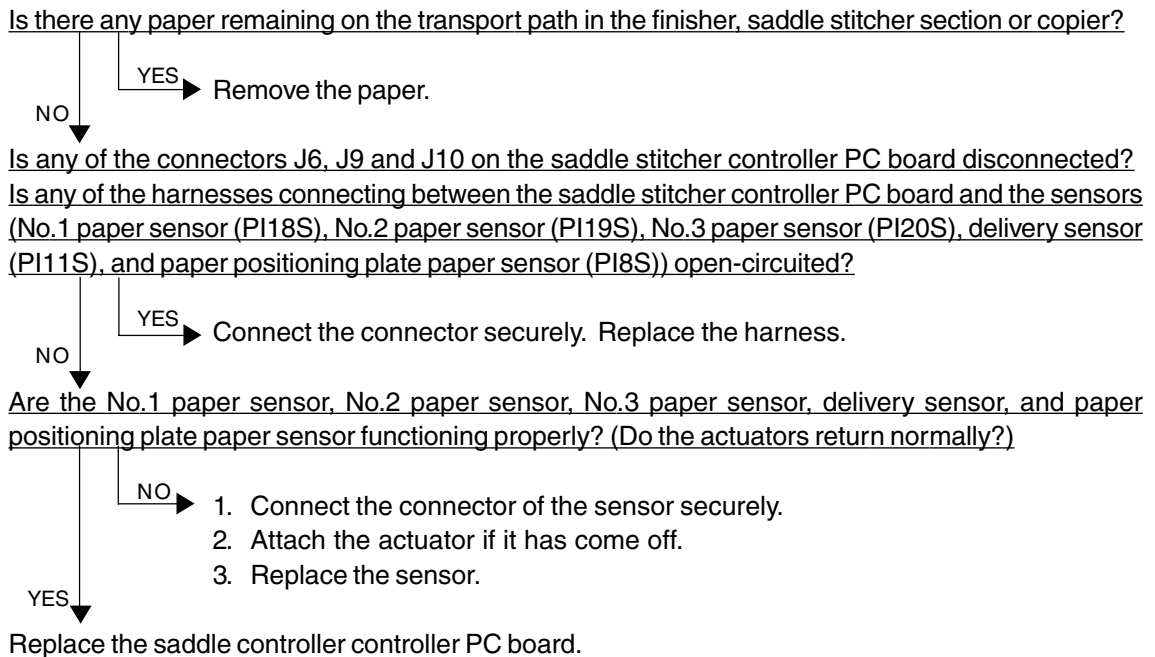 Is there any paper remaining on the transport path in the finisher, saddle stitcher section or copier?
YES
Remove the paper.
NO
Is any of the connectors J6, J9 and J10 on the saddle stitcher controller PC board disconnected?
Is any of the harnesses connecting between the saddle stitcher controller PC board and the sensors
(No.1 paper sensor (PI18S), No.2 paper sensor (PI19S), No.3 paper sensor (PI20S), delivery sensor
(PI11S), and paper positioning plate paper sensor (PI8S)) open-circuited?
YES
Connect the connector securely. Replace the harness.
NO
Are the No.1 paper sensor, No.2 paper sensor, No.3 paper sensor, delivery sensor, and paper
positioning plate paper sensor functioning properly? (Do the actuators return normally?)
NO
1. Connect the connector of the sensor securely.
2. Attach the actuator if it has come off.
3. Replace the sensor.
YES
Replace the saddle controller controller PC board.